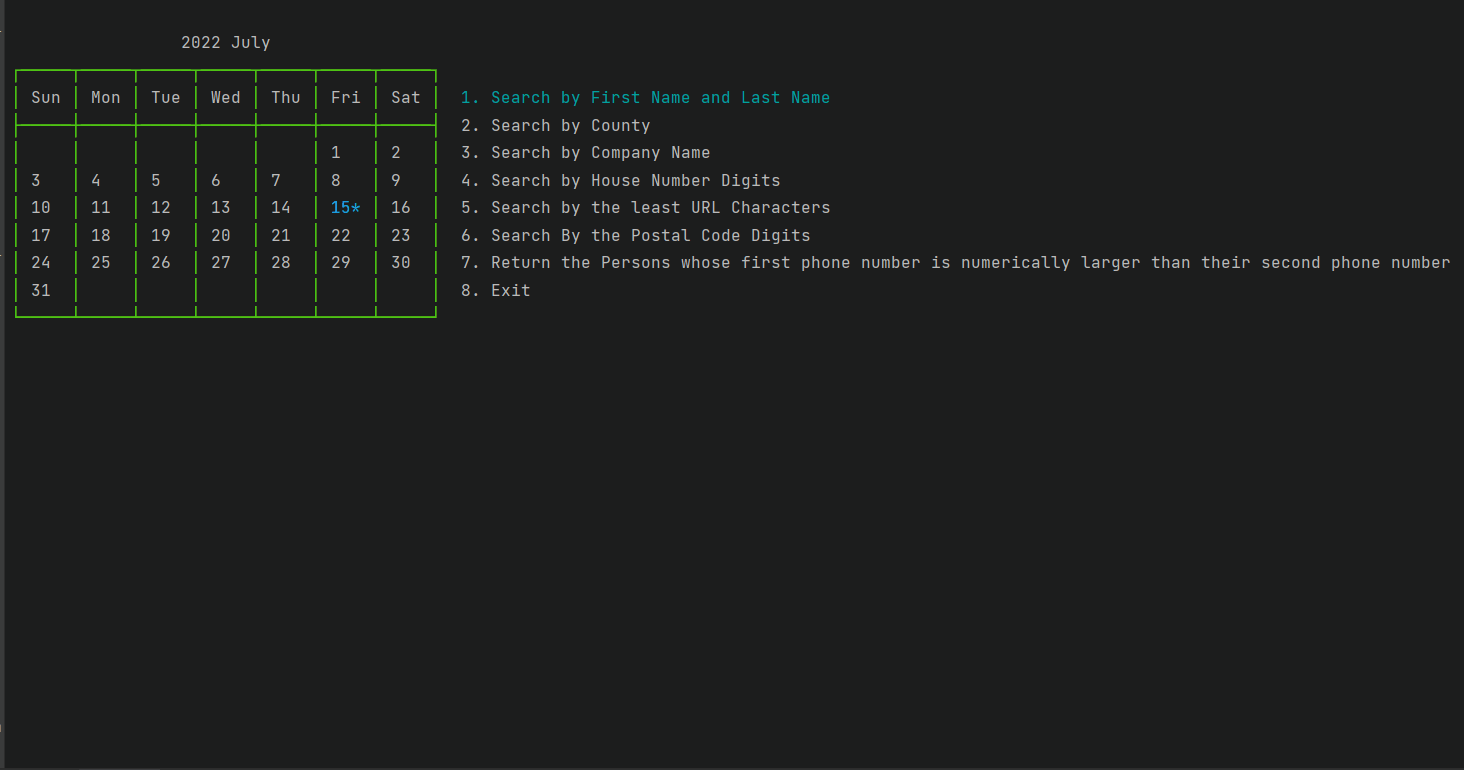 2022 July
Sun Mon Tue Wed Thu Fri Sat
1 2
3 4 5 6 7 8 9
10 11 12 13 14 15* 16
17 18 19 20 21 22 23
24 25 26 27 28 29 30
31
1. Search by First Name and Last Name
2. Search by County
3. Search by Company Name
4. Search by House Number Digits
5. Search by the least URL Characters
6. Search By the Postal Code Digits
7. Return the Persons whose first phone number is numerically larger than their second phone number
8. Exit